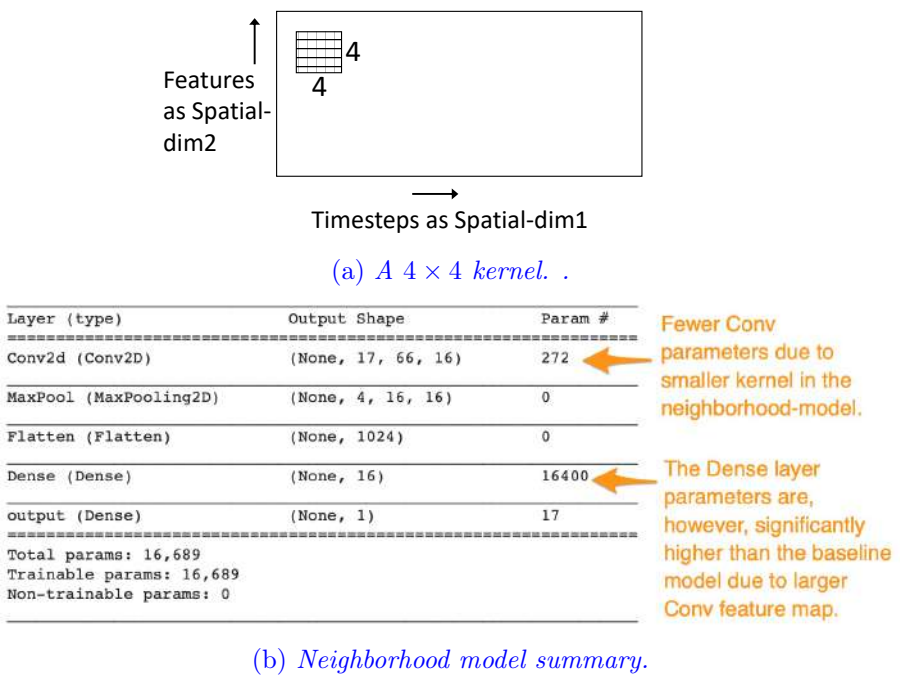 Features
as Spatial-
dim2
4
4
Timesteps as Spatial-dim1
(a) A 4 × 4 kernel. .
Layer (type) Output Shape Param #
=================================================================
Conv2d (Conv2D) (None, 17, 66, 16) 272
MaxPool (MaxPooling2D) (None, 4, 16, 16) 0
Flatten (Flatten) (None, 1024) 0
Dense (Dense) (None, 16) 16400
output (Dense) (None, 1) 17
=================================================================
Total params: 16,689
Trainable params: 16,689
Non-trainable params: 0
Fewer Conv
parameters due to
smaller kernel in the
neighborhood-model.
The Dense layer
parameters are,
however, significantly
higher than the baseline
model due to larger
Conv feature map.
(b) Neighborhood model summary.